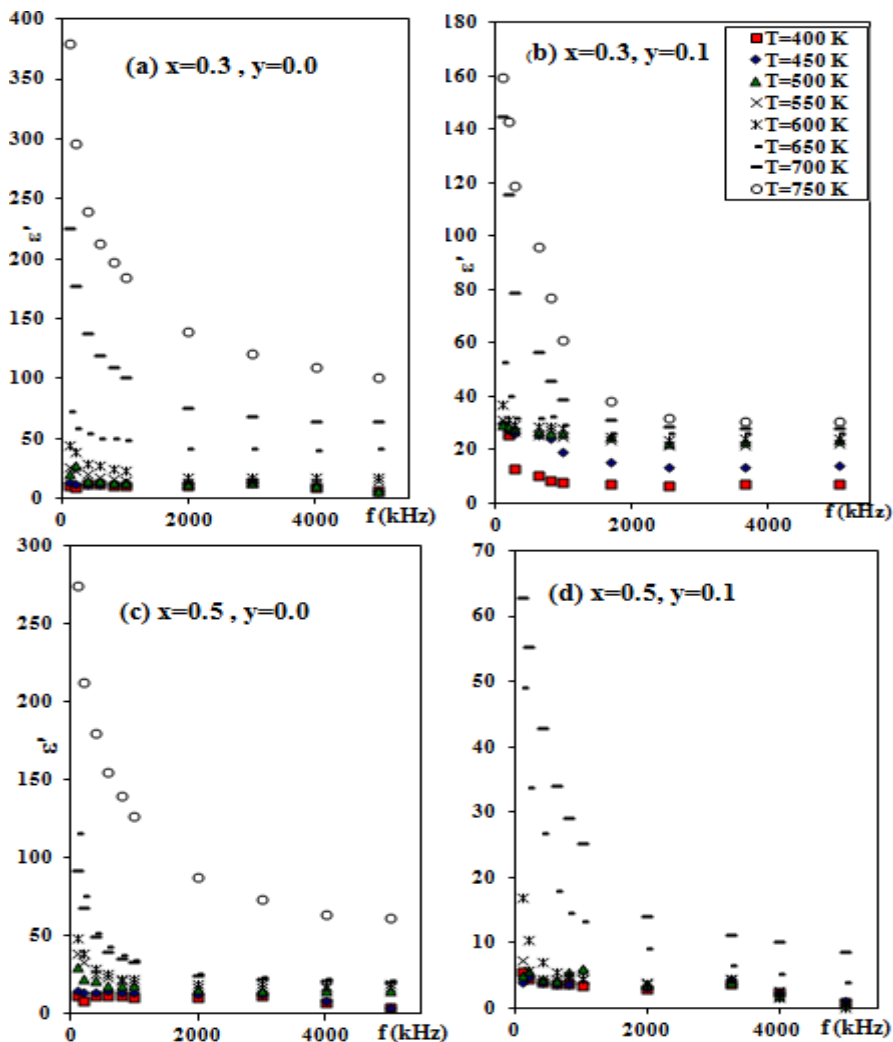 (a) x=0.3 , y=0.0
400
350
300
250
200
150
100
50
0
ε'
0
2000
4000
f (kHz)
(b) x=0.3, y=0.1
180
160
140
120
100
80
60
40
20
0
ε'
0
2000
4000
f (kHz)
T=400 K
T=450 K
T=500 K
T=550 K
T=600 K
T=650 K
T=700 K
T=750 K
(c) x=0.5 , y=0.0
300
250
200
150
100
50
0
ε'
0
2000
4000
f (kHz)
(d) x=0.5, y=0.1
70
60
50
40
30
20
10
0
0
2000
4000
f (kHz)